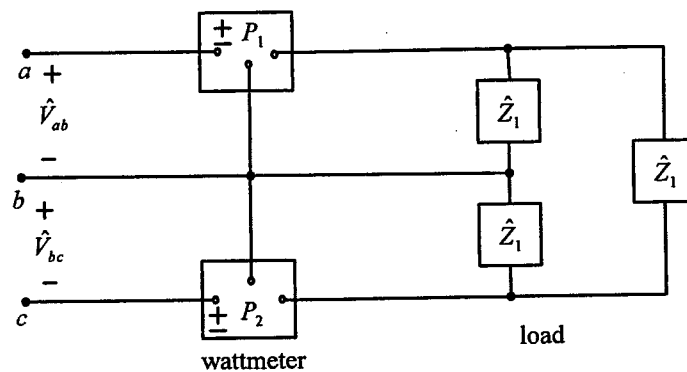 ± P₁
a +
V̂ab
−
b +
V̂bc
−
c
± P₂
wattmeter
Ẑ₁
Ẑ₁
Ẑ₁
load